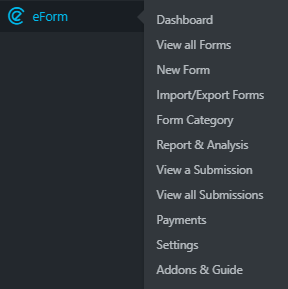 eForm
Dashboard
View all Forms
New Form
Import/Export Forms
Form Category
Report & Analysis
View a Submission
View all Submissions
Payments
Settings
Addons & Guide